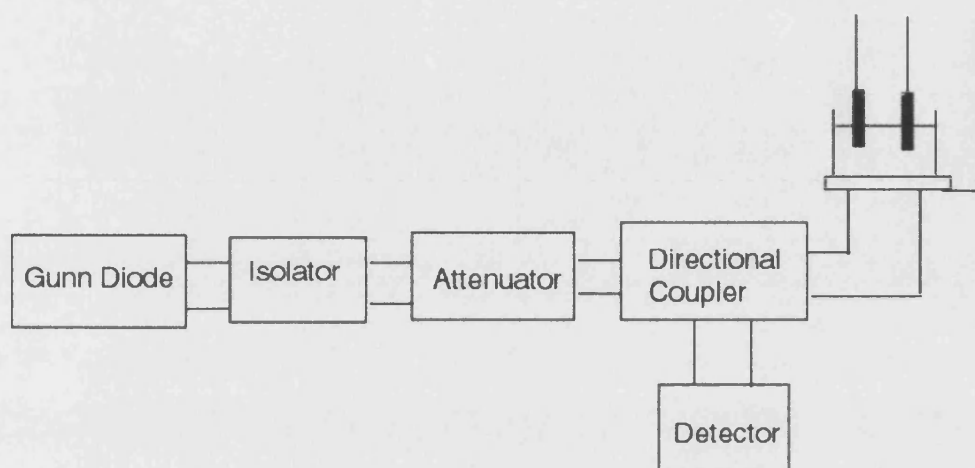 Gunn Diode
Isolator
Attenuator
Directional
Coupler
Detector